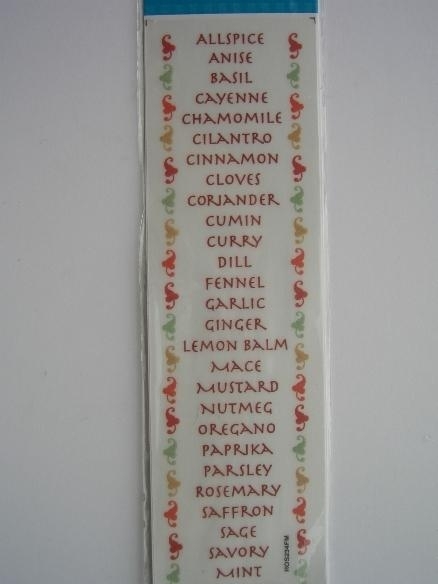 ALLSPICE
ANISE
BASIL
CAYENNE
CHAMOMILE
CILANTRO
CINNAMON
CLOVES
CORIANDER
CUMIN
CURRY
DILL
FENNEL
GARLIC
GINGER
LEMON BALM
MACE
MUSTARD
NUTMEG
OREGANO
PAPRIKA
PARSLEY
ROSEMARY
SAFFRON
SAGE
SAVORY
MINT
ROS234FM